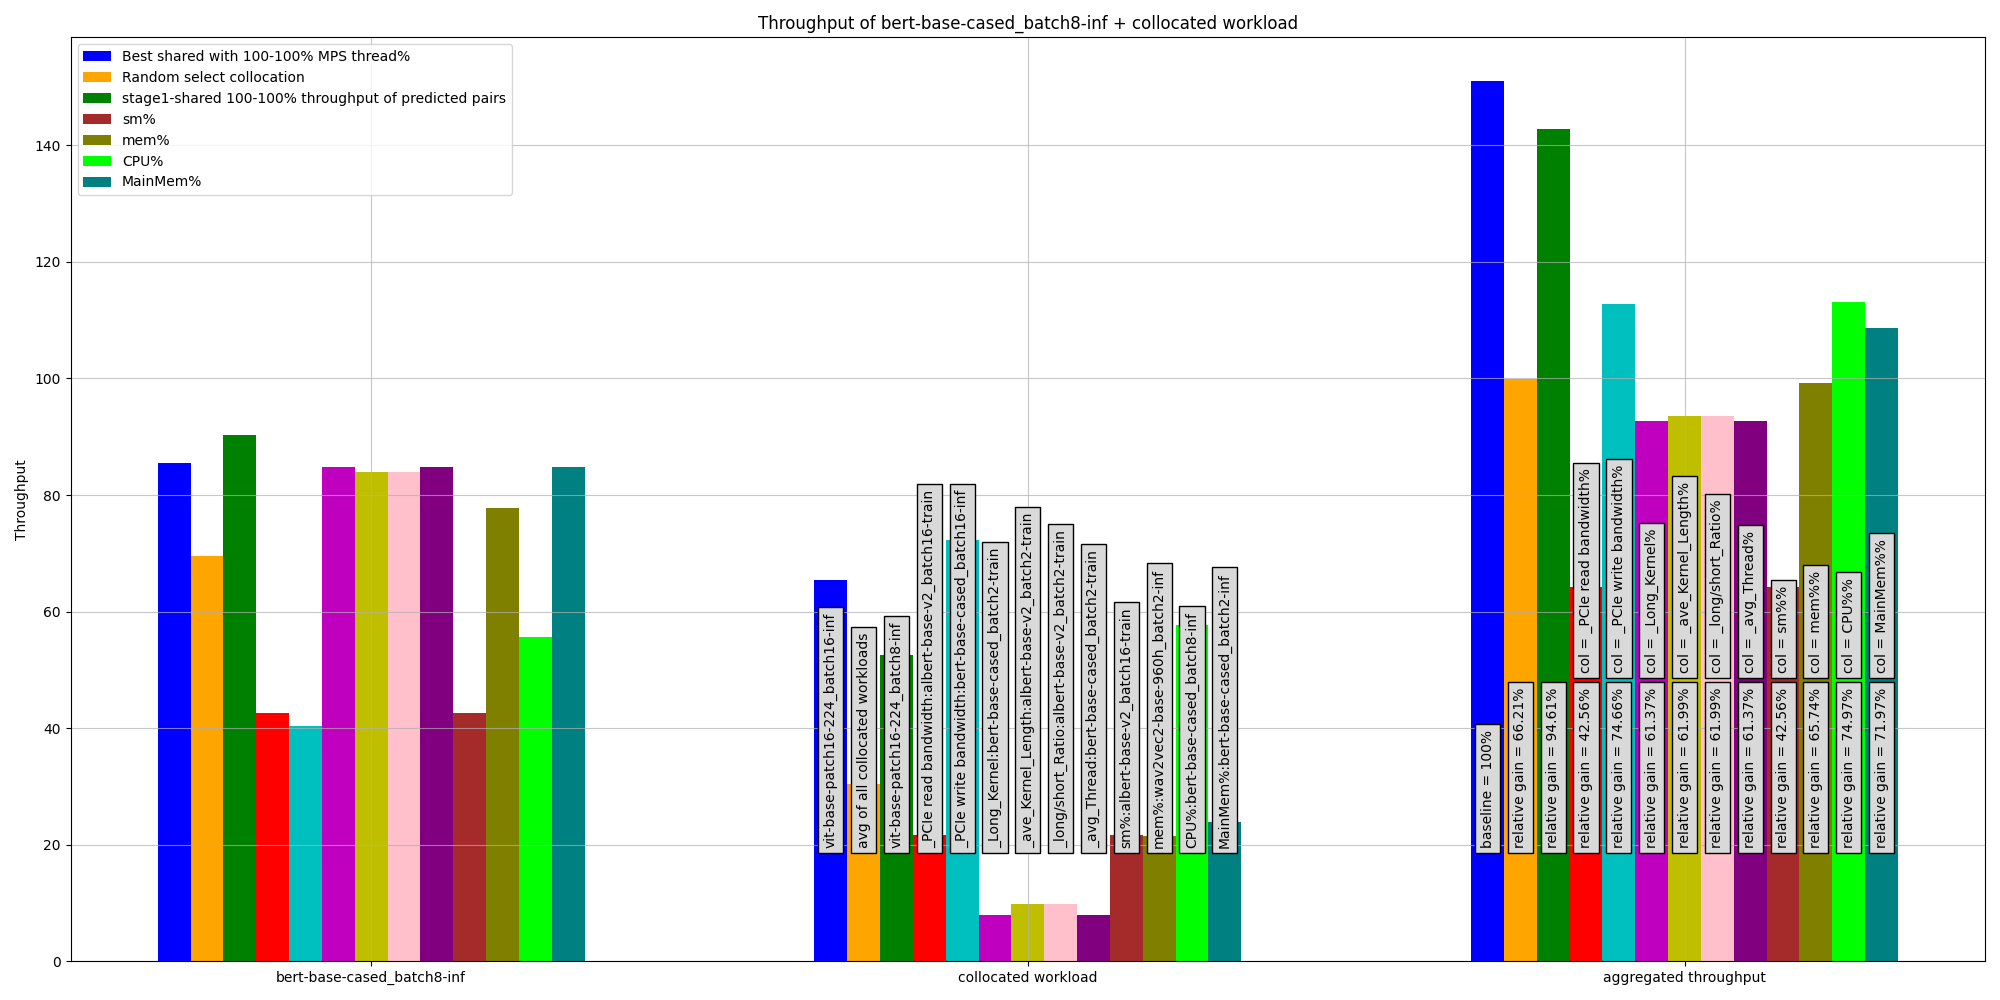 Throughput of bert-base-cased_batch8-inf + collocated workload
Best shared with 100-100% MPS thread%
Random select collocation
stage1-shared 100-100% throughput of predicted pairs
sm%
mem%
CPU%
MainMem%
Throughput
140
120
100
80
60
40
20
0
vit-base-patch16-224_batch16-inf
avg of all collocated workloads
vit-base-patch16-224_batch8-inf
_PCIe read bandwidth:albert-base-v2_batch16-train
_PCIe write bandwidth:bert-base-cased_batch16-inf
_Long_Kernel:bert-base-cased_batch2-train
_ave_Kernel_Length:albert-base-v2_batch2-train
_long/short_Ratio:albert-base-v2_batch2-train
_avg_Thread:bert-base-cased_batch2-train
sm%:albert-base-v2_batch16-train
mem%:wav2vec2-base-960h_batch2-inf
CPU%:bert-base-cased_batch8-inf
MainMem%:bert-base-cased_batch2-inf
baseline = 100%
relative gain = 66.21%
relative gain = 94.61%
relative gain = 42.56%
col = _PCIe read bandwidth%
relative gain = 74.66%
col = _PCIe write bandwidth%
relative gain = 61.37%
col = _Long_Kernel%
relative gain = 61.99%
col = _ave_Kernel_Length%
relative gain = 61.99%
col = _long/short_Ratio%
relative gain = 61.37%
col = _avg_Thread%
relative gain = 42.56%
col = sm%%
relative gain = 65.74%
col = mem%%
relative gain = 74.97%
col = CPU%%
relative gain = 71.97%
col = MainMem%%
bert-base-cased_batch8-inf
collocated workload
aggregated throughput